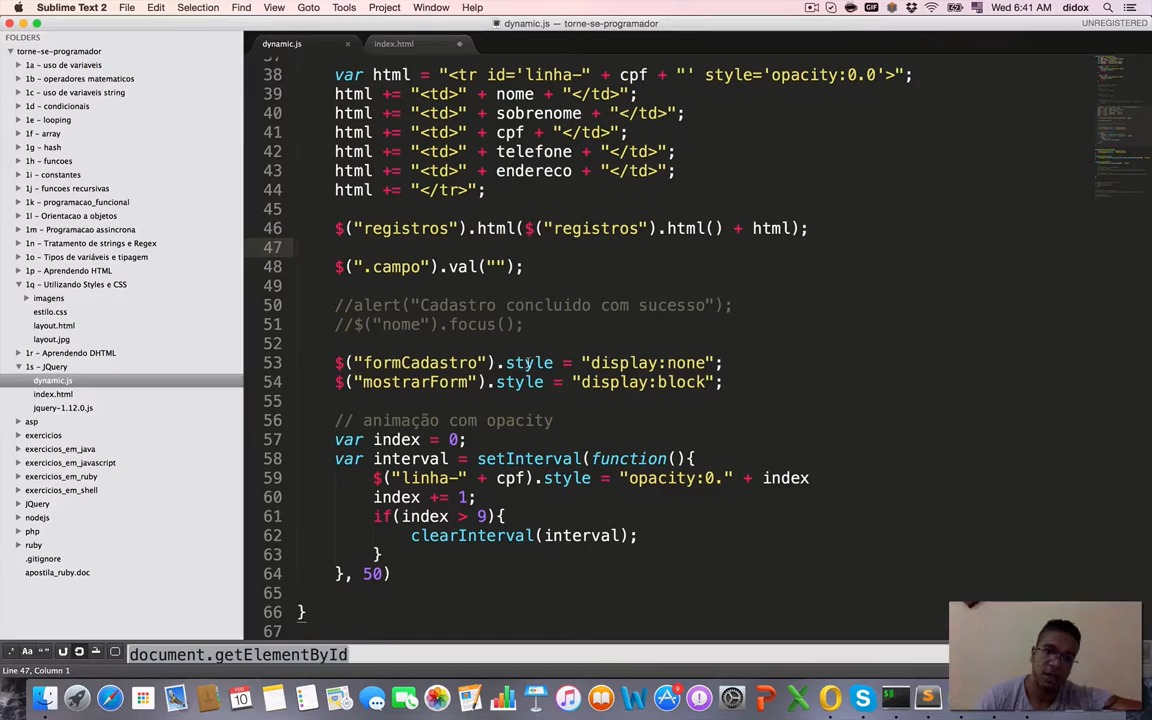 Sublime Text 2 File Edit Selection Find View Goto Tools Project Window Help
GIF Wed 6:41 AM didox
dynamic.js — torne-se-programador
UNREGISTERED
FOLDERS
torne-se-programador
1a - uso de variaveis
1b - operadores matematicos
1c - uso de variaveis string
1d - condicionais
1e - looping
1f - array
1g - hash
1h - funcoes
1i - constantes
1j - funcoes recursivas
1k - programacao_funcional
1l - Orientacao a objetos
1m - Programacao assincrona
1n - Tratamento de strings e Regex
1o - Tipos de variáveis e tipagem
1p - Aprendendo HTML
1q - Utilizando Styles e CSS
imagens
estilo.css
layout.html
layout.jpg
1r - Aprendendo DHTML
1s - JQuery
dynamic.js
index.html
jquery-1.12.0.js
asp
exercicios
exercicios_em_java
exercicios_em_javascript
exercicios_em_ruby
exercicios_em_shell
JQuery
nodejs
php
ruby
.gitignore
apostila_ruby.doc
dynamic.js × index.html
38 var html = "<tr id='linha-" + cpf + "' style='opacity:0.0'>";
39 html += "<td>" + nome + "</td>";
40 html += "<td>" + sobrenome + "</td>";
41 html += "<td>" + cpf + "</td>";
42 html += "<td>" + telefone + "</td>";
43 html += "<td>" + endereco + "</td>";
44 html += "</tr>";
45
46 $("registros").html($("registros").html() + html);
47
48 $(".campo").val("");
49
50 //alert("Cadastro concluido com sucesso");
51 //$("nome").focus();
52
53 $("formCadastro").style = "display:none";
54 $("mostrarForm").style = "display:block";
55
56 // animação com opacity
57 var index = 0;
58 var interval = setInterval(function(){
59 $("linha-" + cpf).style = "opacity:0." + index
60 index += 1;
61 if(index > 9){
62 clearInterval(interval);
63 }
64 }, 50)
65
66 }
67
.* Aa "" document.getElementById
Line 47, Column 1